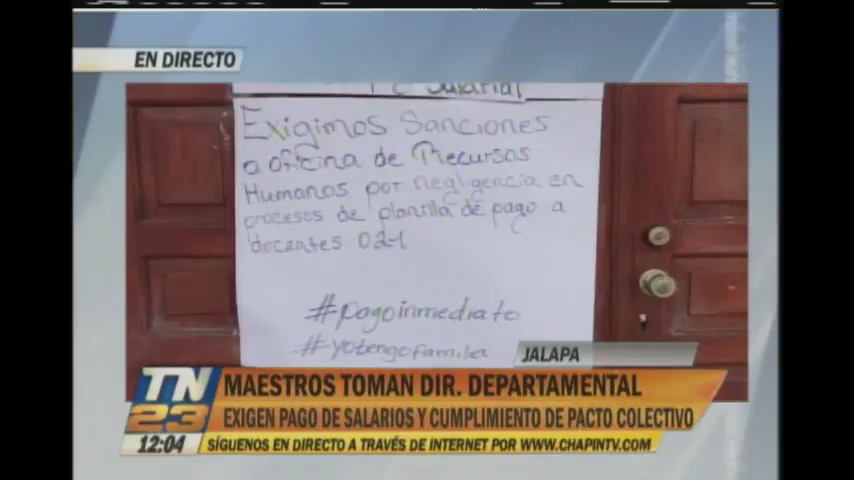 EN DIRECTO
Salarial
Exigimos Sanciones
a oficina de Recursos
Humanos por negligencia en
procesos de planilla de pago a
docentes 021
#pagoinmediato
#yotengofamilia
JALAPA
TN
23
MAESTROS TOMAN DIR. DEPARTAMENTAL
EXIGEN PAGO DE SALARIOS Y CUMPLIMIENTO DE PACTO COLECTIVO
12:04
SÍGUENOS EN DIRECTO A TRAVÉS DE INTERNET POR WWW.CHAPINTV.COM